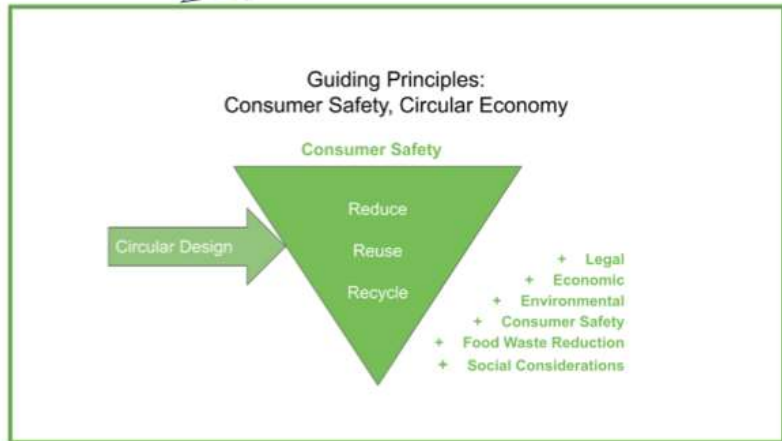 Guiding Principles:
Consumer Safety, Circular Economy
Consumer Safety
Reduce
Circular Design
Reuse
Recycle
+ Legal
+ Economic
+ Environmental
+ Consumer Safety
+ Food Waste Reduction
+ Social Considerations